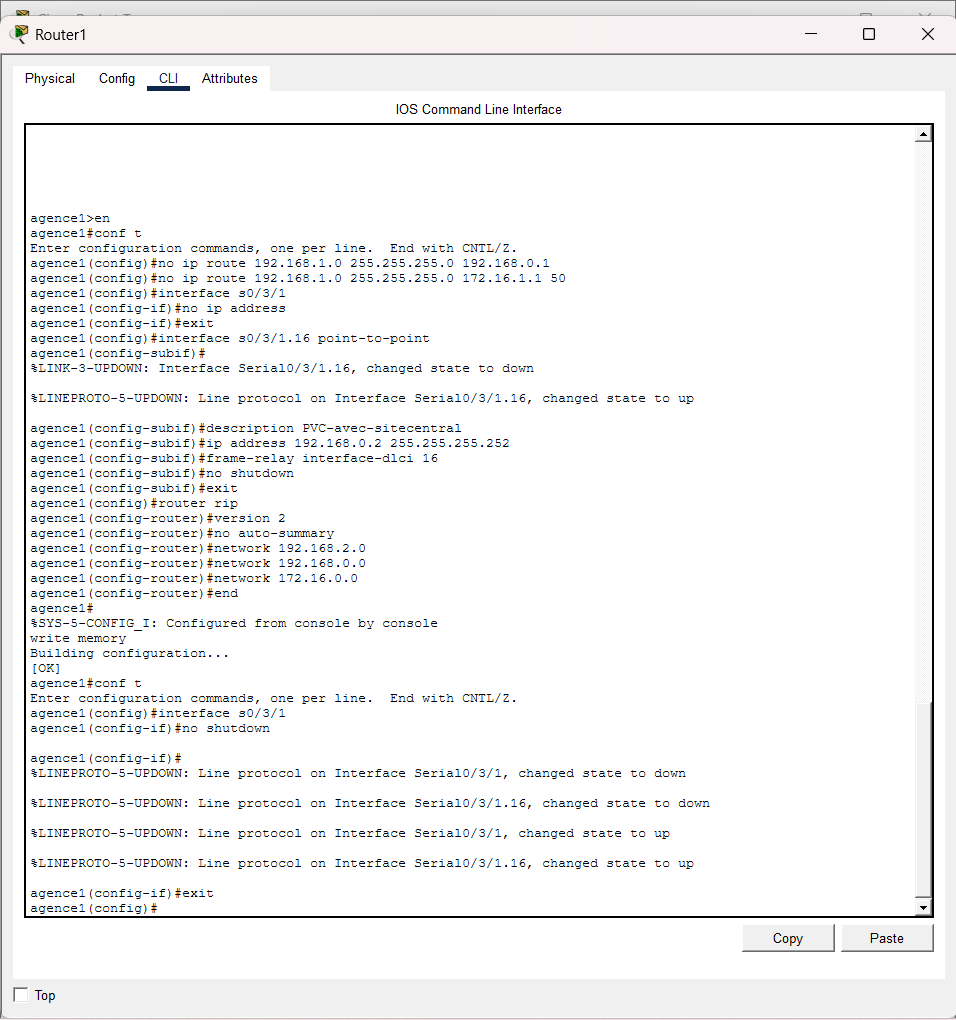 Router1
Physical Config CLI Attributes
IOS Command Line Interface
agence1>en
agence1#conf t
Enter configuration commands, one per line.  End with CNTL/Z.
agence1(config)#no ip route 192.168.1.0 255.255.255.0 192.168.0.1
agence1(config)#no ip route 192.168.1.0 255.255.255.0 172.16.1.1 50
agence1(config)#interface s0/3/1
agence1(config-if)#no ip address
agence1(config-if)#exit
agence1(config)#interface s0/3/1.16 point-to-point
agence1(config-subif)#
%LINK-3-UPDOWN: Interface Serial0/3/1.16, changed state to down
%LINEPROTO-5-UPDOWN: Line protocol on Interface Serial0/3/1.16, changed state to up
agence1(config-subif)#description PVC-avec-sitecentral
agence1(config-subif)#ip address 192.168.0.2 255.255.255.252
agence1(config-subif)#frame-relay interface-dlci 16
agence1(config-subif)#no shutdown
agence1(config-subif)#exit
agence1(config)#router rip
agence1(config-router)#version 2
agence1(config-router)#no auto-summary
agence1(config-router)#network 192.168.2.0
agence1(config-router)#network 192.168.0.0
agence1(config-router)#network 172.16.0.0
agence1(config-router)#end
agence1#
%SYS-5-CONFIG_I: Configured from console by console
write memory
Building configuration...
[OK]
agence1#conf t
Enter configuration commands, one per line.  End with CNTL/Z.
agence1(config)#interface s0/3/1
agence1(config-if)#no shutdown
agence1(config-if)#
%LINEPROTO-5-UPDOWN: Line protocol on Interface Serial0/3/1, changed state to down
%LINEPROTO-5-UPDOWN: Line protocol on Interface Serial0/3/1.16, changed state to down
%LINEPROTO-5-UPDOWN: Line protocol on Interface Serial0/3/1, changed state to up
%LINEPROTO-5-UPDOWN: Line protocol on Interface Serial0/3/1.16, changed state to up
agence1(config-if)#exit
agence1(config)#
Copy Paste
Top